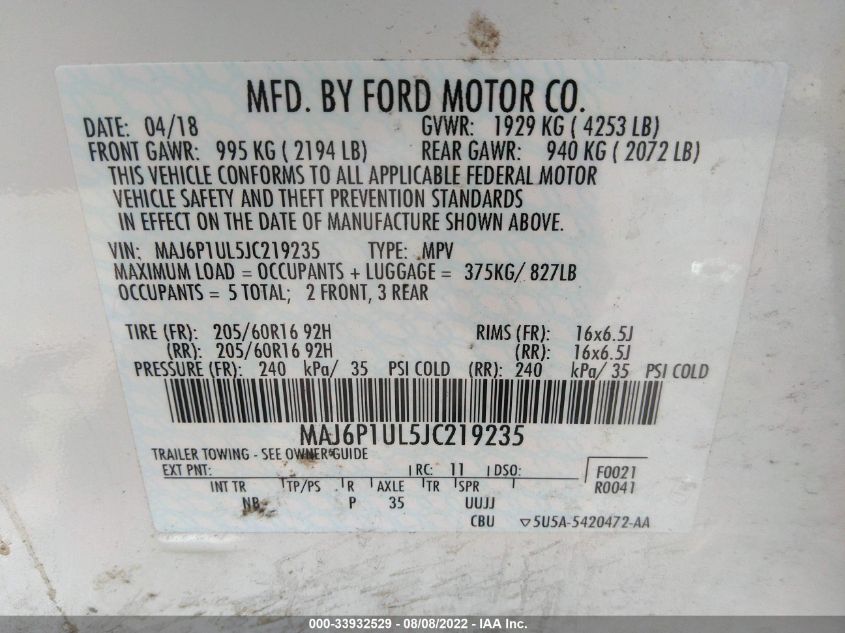 MFD. BY FORD MOTOR CO.
DATE: 04/18 GVWR: 1929 KG ( 4253 LB)
FRONT GAWR: 995 KG ( 2194 LB) REAR GAWR: 940 KG ( 2072 LB)
THIS VEHICLE CONFORMS TO ALL APPLICABLE FEDERAL MOTOR
VEHICLE SAFETY AND THEFT PREVENTION STANDARDS
IN EFFECT ON THE DATE OF MANUFACTURE SHOWN ABOVE.
VIN: MAJ6P1UL5JC219235 TYPE: MPV
MAXIMUM LOAD = OCCUPANTS + LUGGAGE = 375KG/ 827LB
OCCUPANTS = 5 TOTAL; 2 FRONT, 3 REAR
TIRE (FR): 205/60R16 92H RIMS (FR): 16x6.5J
(RR): 205/60R16 92H (RR): 16x6.5J
PRESSURE (FR): 240 kPa/ 35 PSI COLD (RR): 240 kPa/ 35 PSI COLD
MAJ6P1UL5JC219235
TRAILER TOWING - SEE OWNER GUIDE
EXT PNT: RC: 11 DSO: F0021
INT TR TP/PS R AXLE TR SPR R0041
NB P 35 UUJJ
CBU ▽5U5A-5420472-AA
000-33932529 - 08/08/2022 - IAA Inc.